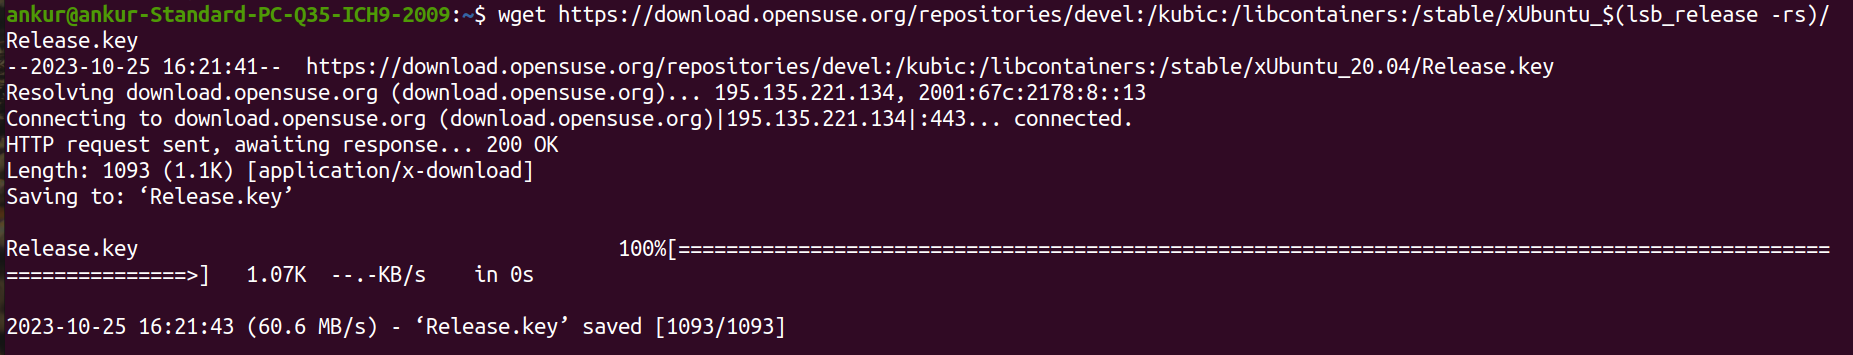 ankur@ankur-Standard-PC-Q35-ICH9-2009:~$ wget https://download.opensuse.org/repositories/devel:/kubic:/libcontainers:/stable/xUbuntu_$(lsb_release -rs)/
Release.key
--2023-10-25 16:21:41--  https://download.opensuse.org/repositories/devel:/kubic:/libcontainers:/stable/xUbuntu_20.04/Release.key
Resolving download.opensuse.org (download.opensuse.org)... 195.135.221.134, 2001:67c:2178:8::13
Connecting to download.opensuse.org (download.opensuse.org)|195.135.221.134|:443... connected.
HTTP request sent, awaiting response... 200 OK
Length: 1093 (1.1K) [application/x-download]
Saving to: ‘Release.key’
Release.key                                        100%[================================================================================================
===============>]   1.07K  --.-KB/s    in 0s
2023-10-25 16:21:43 (60.6 MB/s) - ‘Release.key’ saved [1093/1093]